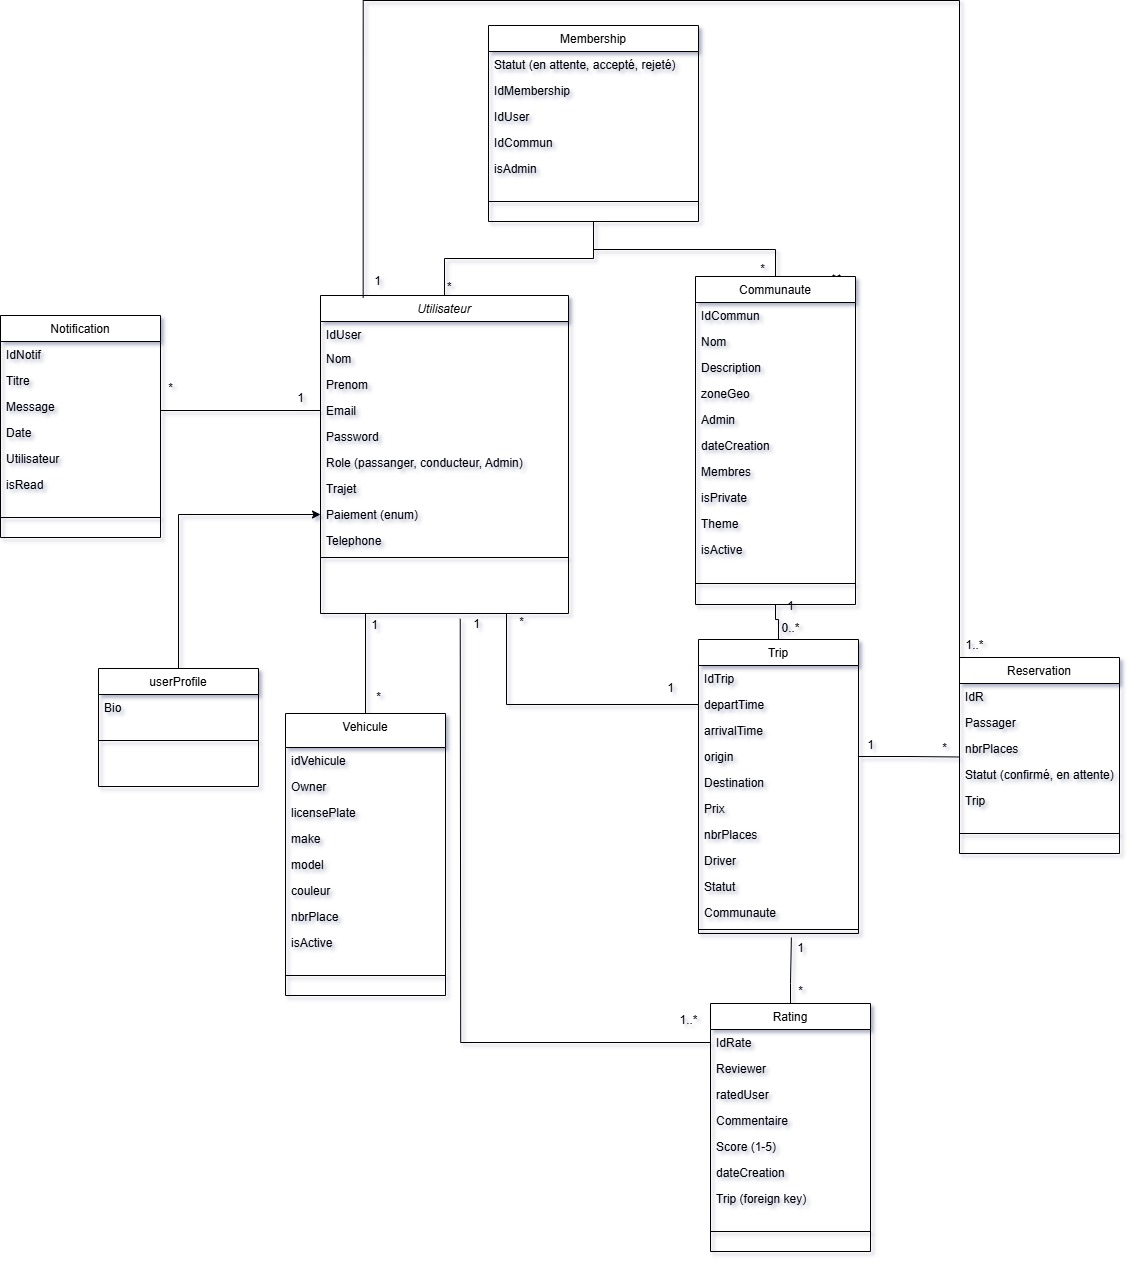 Membership
Statut (en attente, accepté, rejeté)
IdMembership
IdUser
IdCommun
isAdmin
1
*
*
Utilisateur
IdUser
Nom
Prenom
Email
Password
Role (passanger, conducteur, Admin)
Trajet
Paiement (enum)
Telephone
Communaute
IdCommun
Nom
Description
zoneGeo
Admin
dateCreation
Membres
isPrivate
Theme
isActive
Notification
IdNotif
Titre
Message
Date
Utilisateur
isRead
*
1
1
0..*
1
*
1
*
1
userProfile
Bio
Vehicule
idVehicule
Owner
licensePlate
make
model
couleur
nbrPlace
isActive
Trip
IdTrip
departTime
arrivalTime
origin
Destination
Prix
nbrPlaces
Driver
Statut
Communaute
1..*
Reservation
IdR
Passager
nbrPlaces
Statut (confirmé, en attente)
Trip
1
*
1
*
1..*
Rating
IdRate
Reviewer
ratedUser
Commentaire
Score (1-5)
dateCreation
Trip (foreign key)